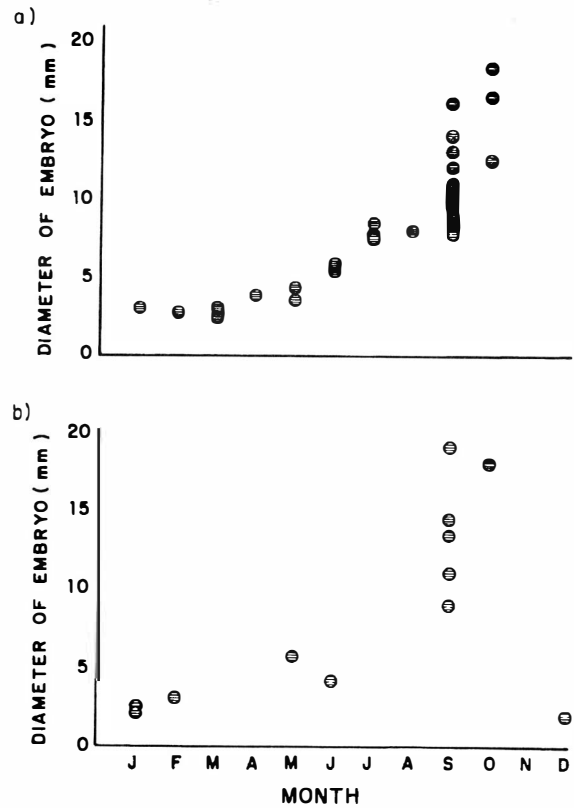 a)
DIAMETER OF EMBRYO (mm)
20
15
10
5
0
b)
DIAMETER OF EMBRYO (mm)
20
15
10
5
0
J F M A M J J A S O N D
MONTH